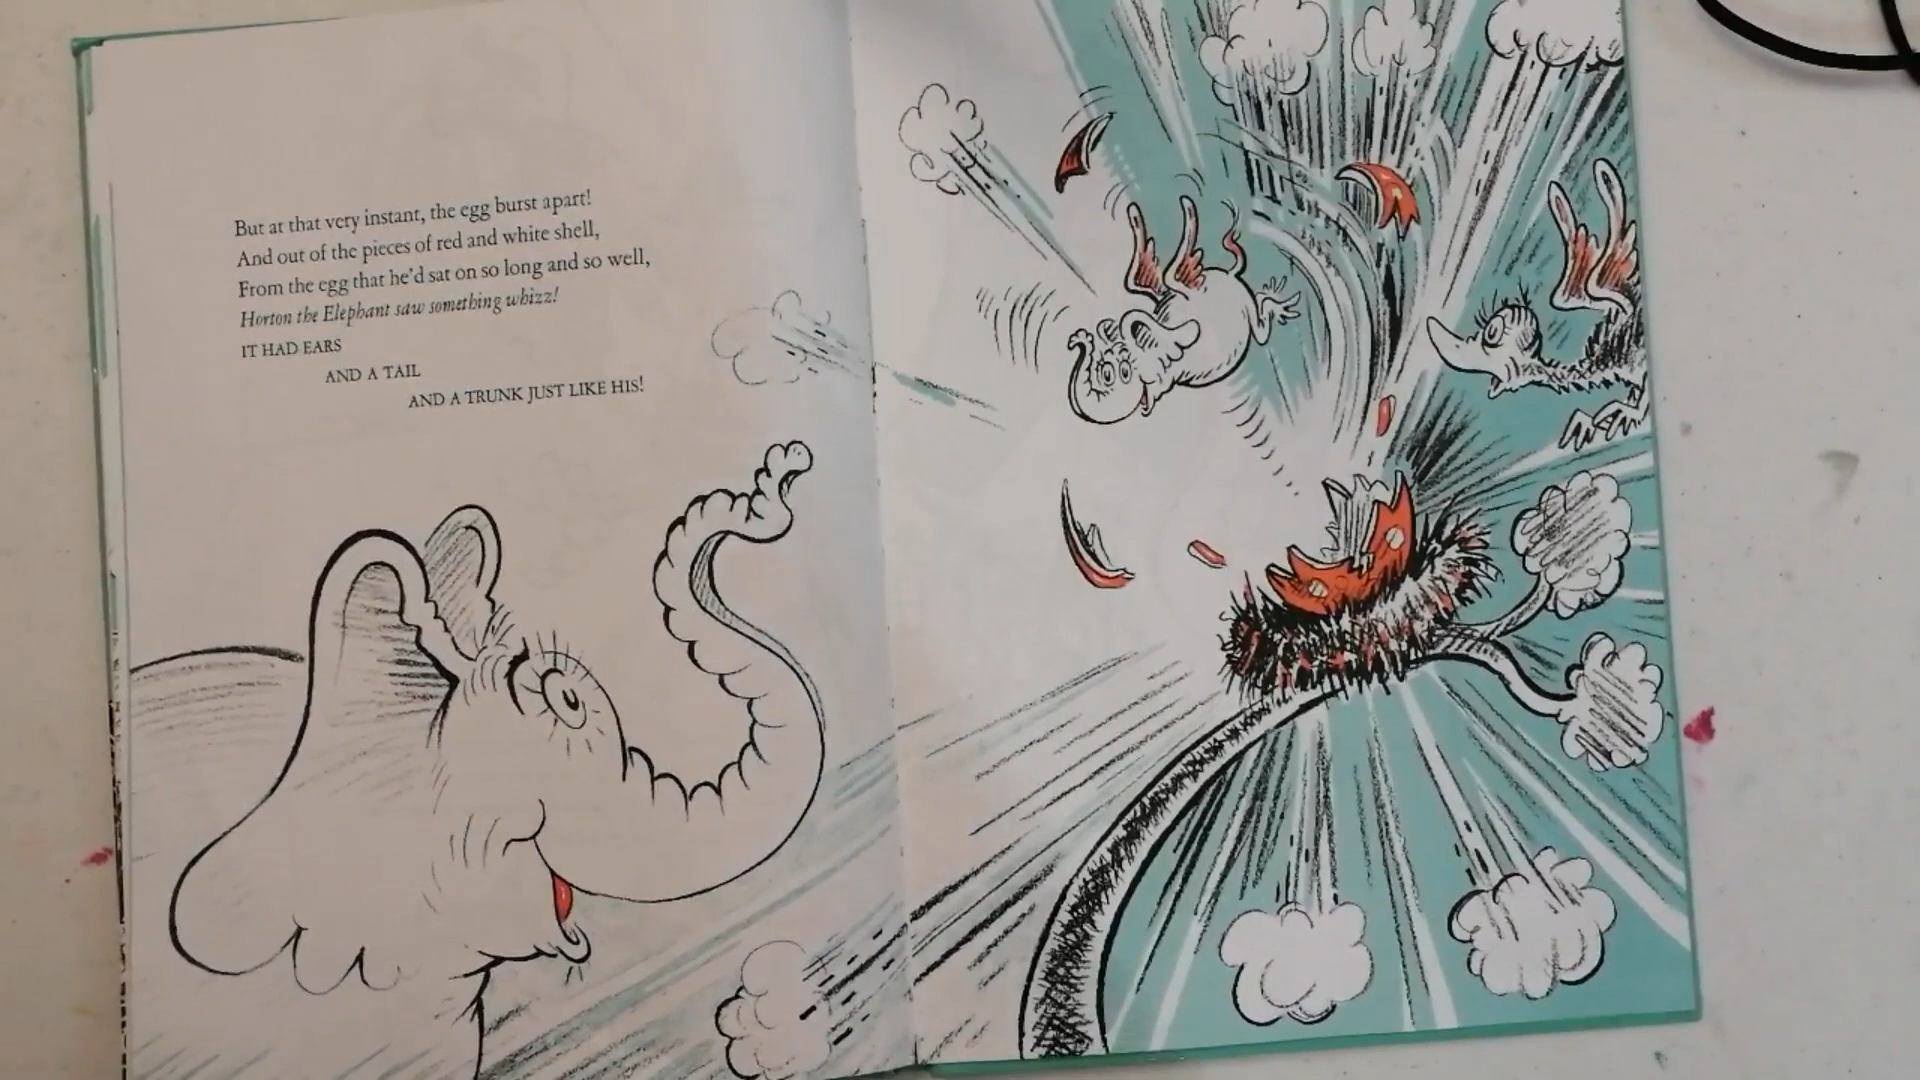 But at that very instant, the egg burst apart!
And out of the pieces of red and white shell,
From the egg that he'd sat on so long and so well,
Horton the Elephant saw something whizz!
IT HAD EARS
AND A TAIL
AND A TRUNK JUST LIKE HIS!